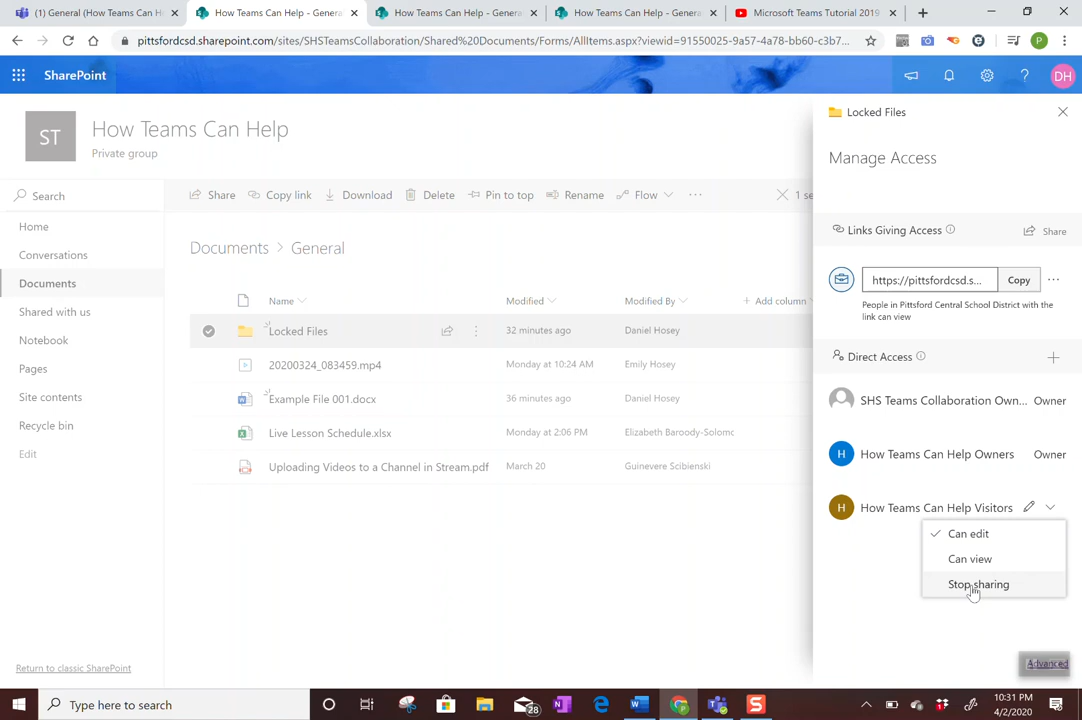 (1) General (How Teams Can H
How Teams Can Help - Genera
How Teams Can Help - General
How Teams Can Help - Genera
Microsoft Teams Tutorial 2019
pittsfordcsd.sharepoint.com/sites/SHSTeamsCollaboration/Shared%20Documents/Forms/AllItems.aspx?viewid=91550025-9a57-4a78-bb60-c3b7...
P
SharePoint
DH
ST
How Teams Can Help
Private group
Locked Files
Manage Access
Search
Share
Copy link
Download
Delete
Pin to top
Rename
Flow
1 se
Home
Conversations
Documents
Shared with us
Notebook
Pages
Site contents
Recycle bin
Edit
Documents > General
Name
Modified
Modified By
+ Add column
Locked Files 32 minutes ago Daniel Hosey
20200324_083459.mp4 Monday at 10:24 AM Emily Hosey
Example File 001.docx 36 minutes ago Daniel Hosey
Live Lesson Schedule.xlsx Monday at 2:06 PM Elizabeth Baroody-Solomo
Uploading Videos to a Channel in Stream.pdf March 20 Guinevere Scibienski
Links Giving Access
Share
https://pittsfordcsd.s...
Copy
People in Pittsford Central School District with the
link can view
Direct Access
SHS Teams Collaboration Own... Owner
H How Teams Can Help Owners Owner
H How Teams Can Help Visitors
Can edit
Can view
Stop sharing
Advanced
Return to classic SharePoint
Type here to search
28
10:31 PM
4/2/2020